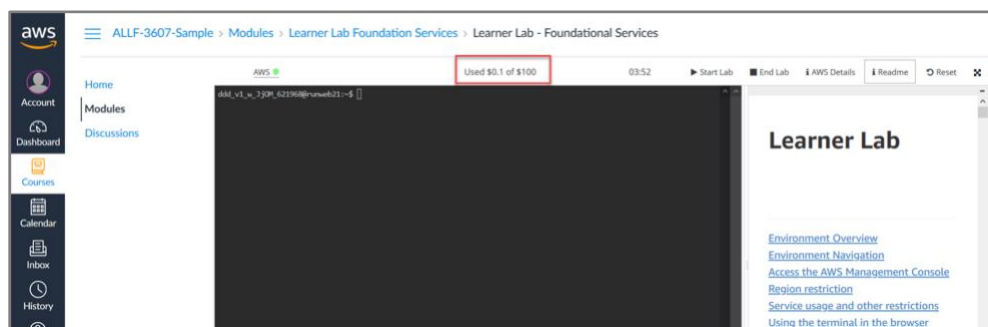 aws
ALLF-3607-Sample > Modules > Learner Lab Foundation Services > Learner Lab - Foundational Services
Account
Dashboard
Courses
Calendar
Inbox
History
Home
Modules
Discussions
AWS
Used $0.1 of $100
03:52
Start Lab
End Lab
AWS Details
Readme
Reset
Learner Lab
Environment Overview
Environment Navigation
Access the AWS Management Console
Region restriction
Service usage and other restrictions
Using the terminal in the browser